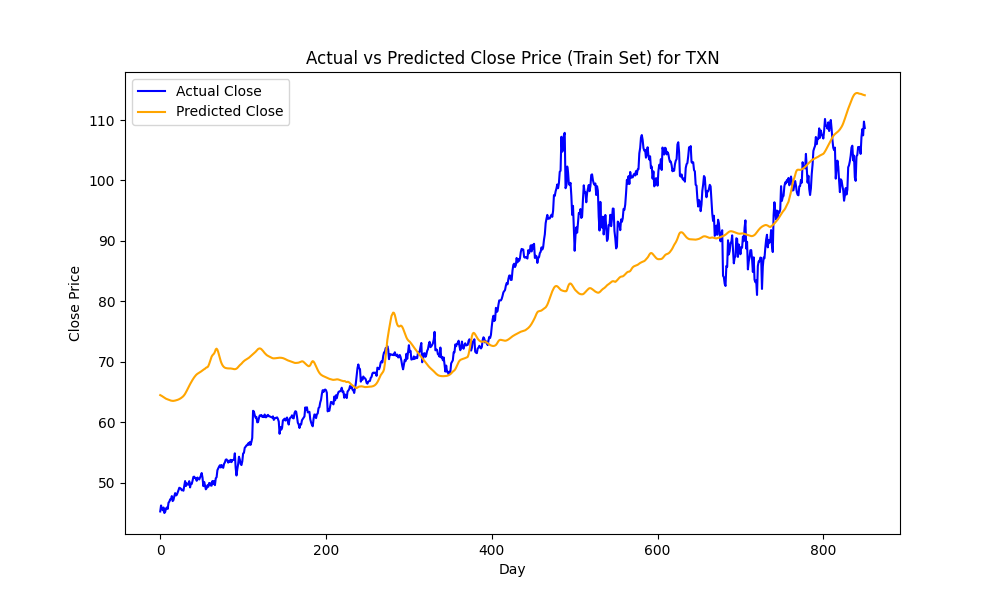 Actual vs Predicted Close Price (Train Set) for TXN
Actual Close
Predicted Close
110
100
90
80
70
60
50
Close Price
0 200 400 600 800
Day